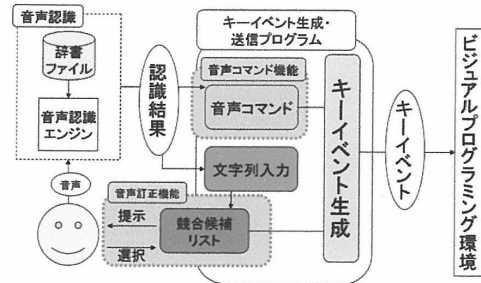 音声認識
辞書
ファイル
音声認識
エンジン
音声
認識結果
キーイベント生成・
送信プログラム
音声コマンド機能
音声コマンド
文字列入力
音声訂正機能
提示
選択
競合候補
リスト
キーイベント生成
キーイベント
ビジュアルプログラミング環境